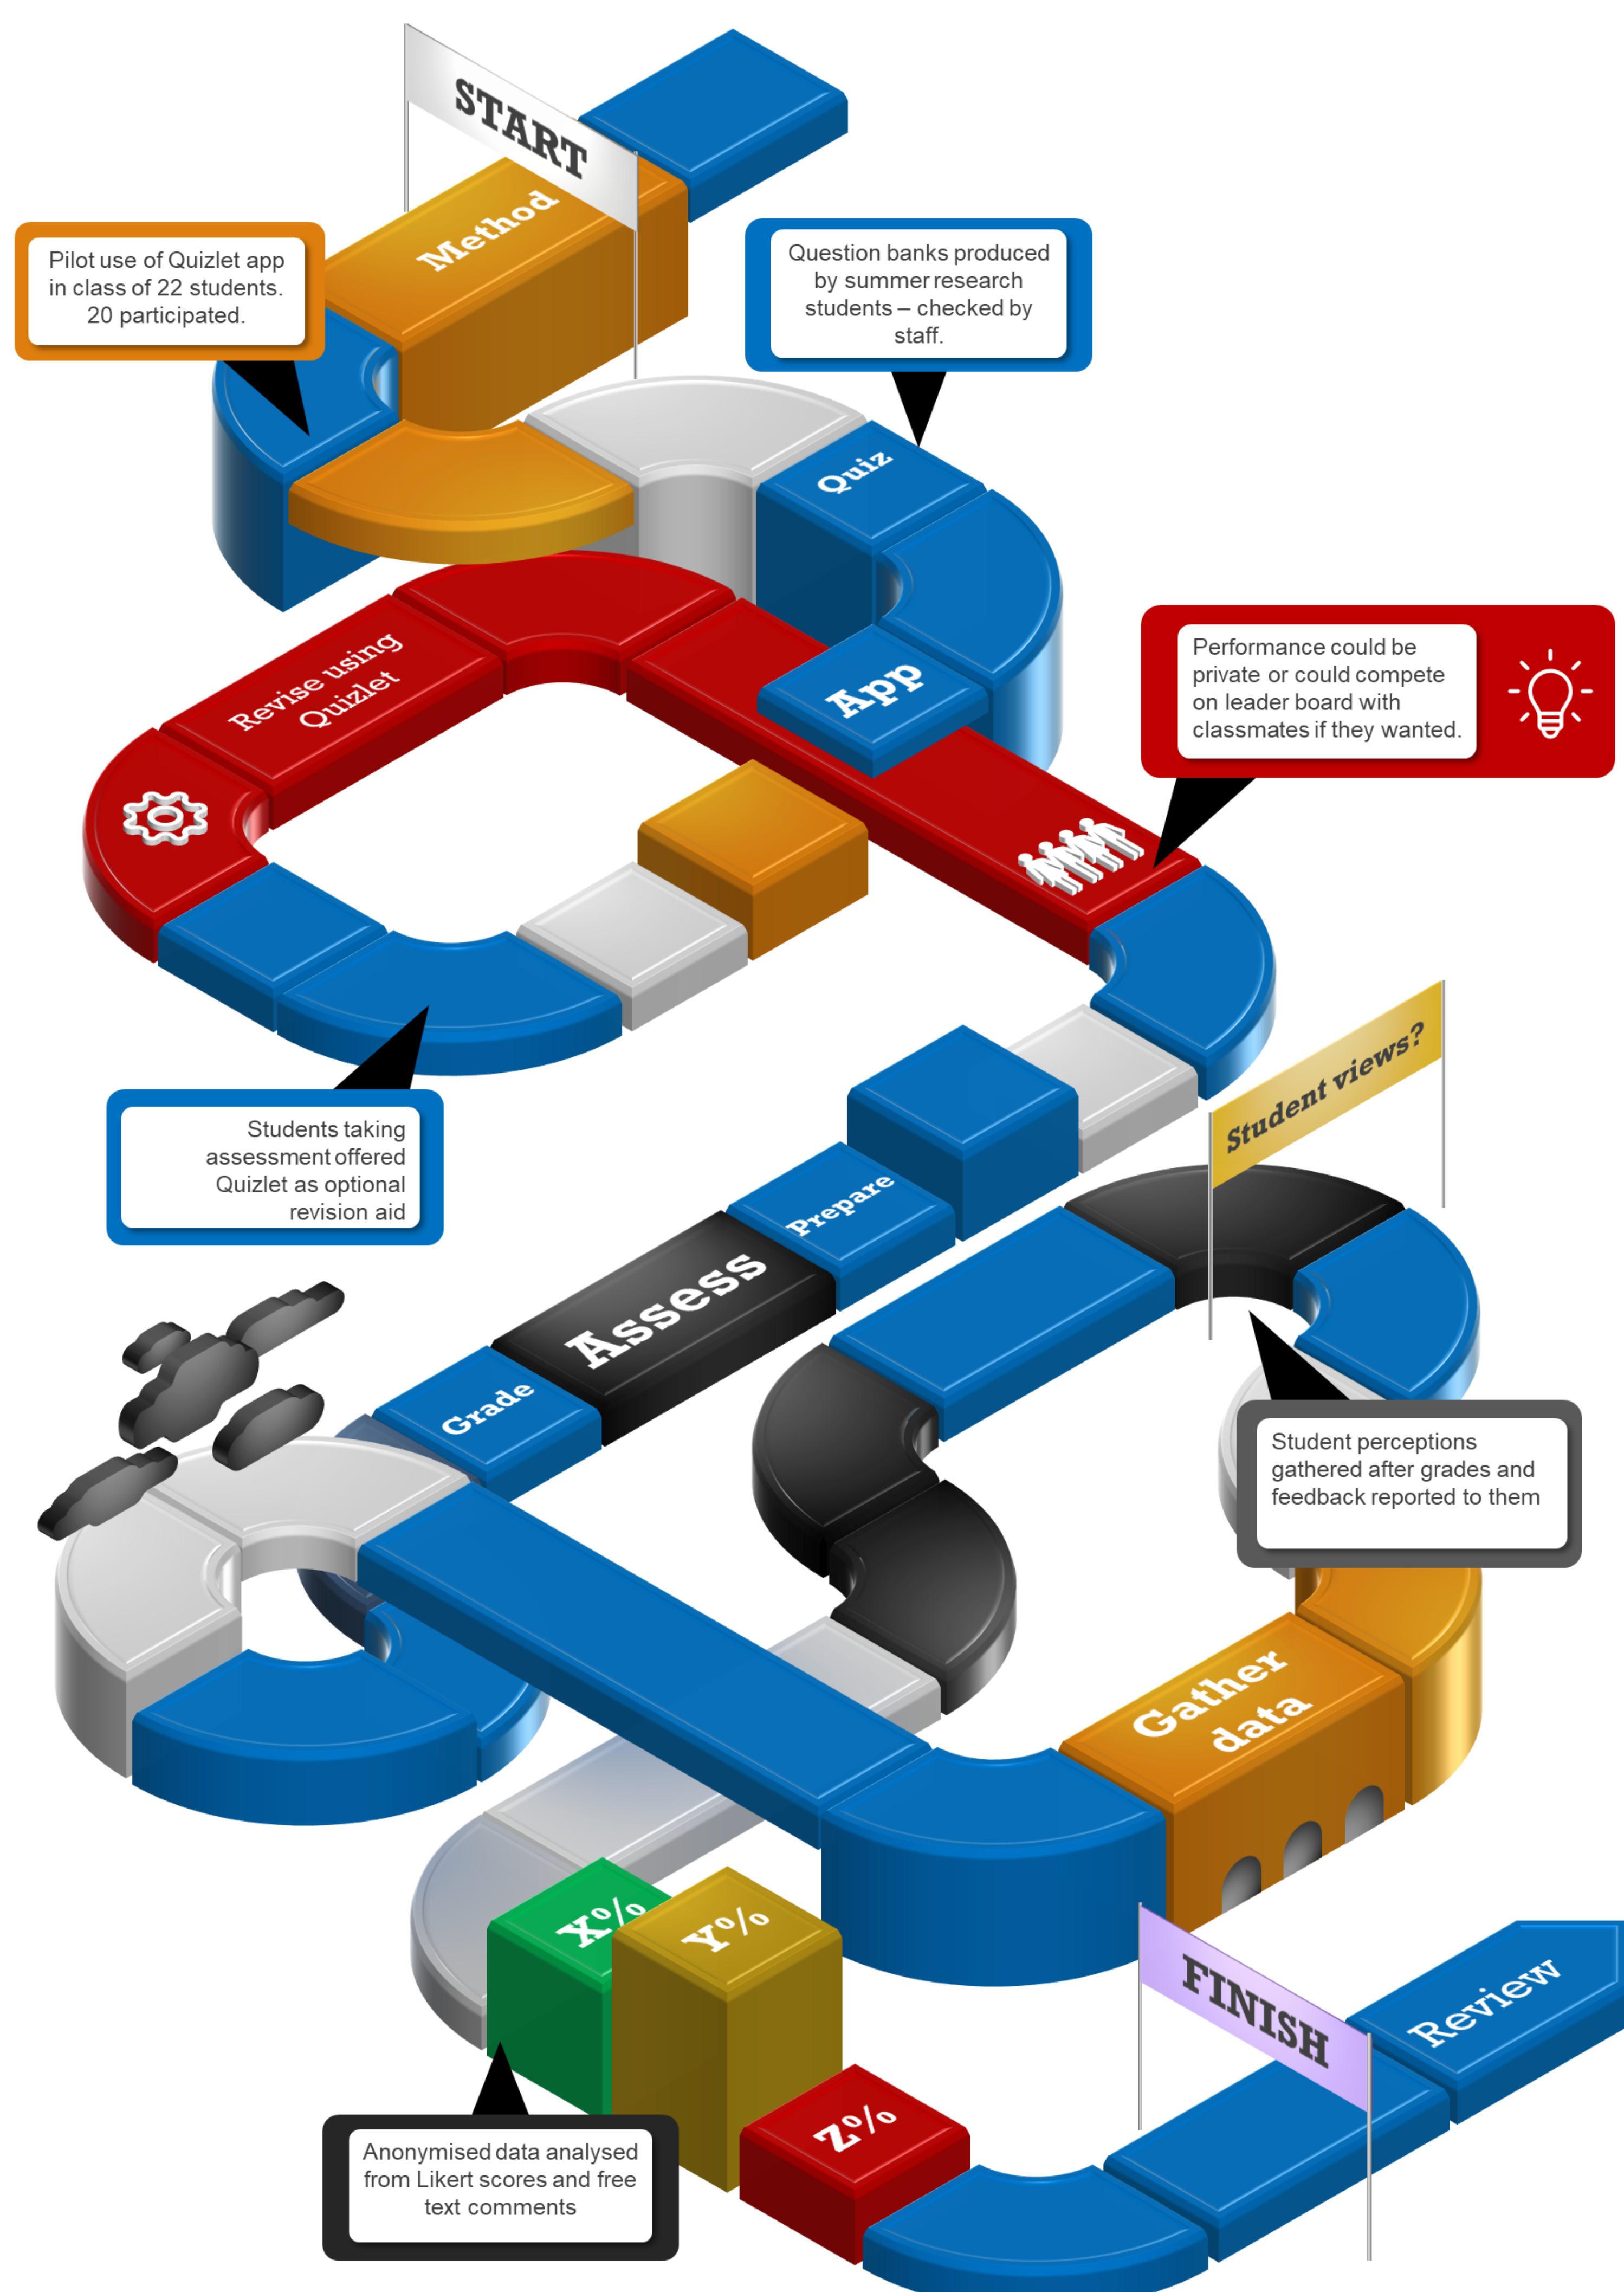 START
Method
Pilot use of Quizlet app
in class of 22 students.
20 participated.
Question banks produced
by summer research
students – checked by
staff.
Quiz
App
Revise using
Quizlet
Performance could be
private or could compete
on leader board with
classmates if they wanted.
Students taking
assessment offered
Quizlet as optional
revision aid
Student views?
Prepare
Assess
Grade
Student perceptions
gathered after grades and
feedback reported to them
Gather
data
X%
Y%
Z%
FINISH
Review
Anonymised data analysed
from Likert scores and free
text comments